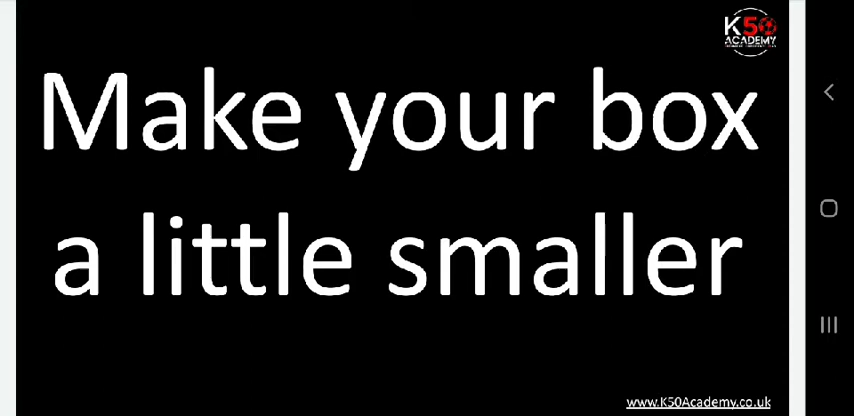 K50
ACADEMY
Make your box
a little smaller
www.K50Academy.co.uk